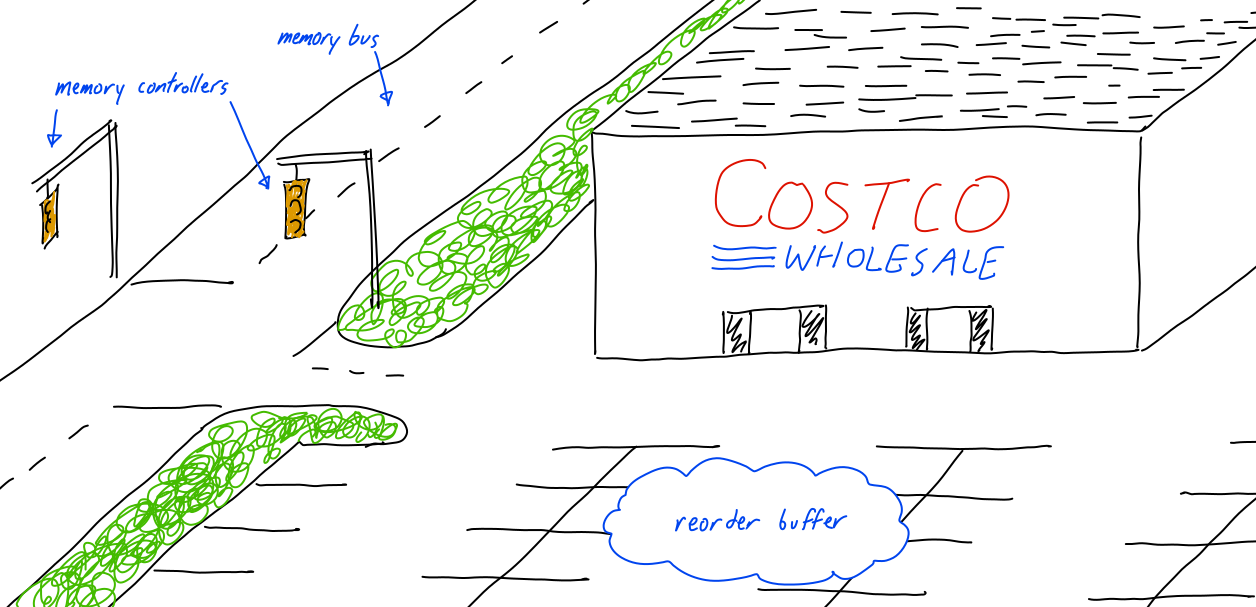 memory bus
memory controllers
COSTCO
WHOLESALE
reorder buffer